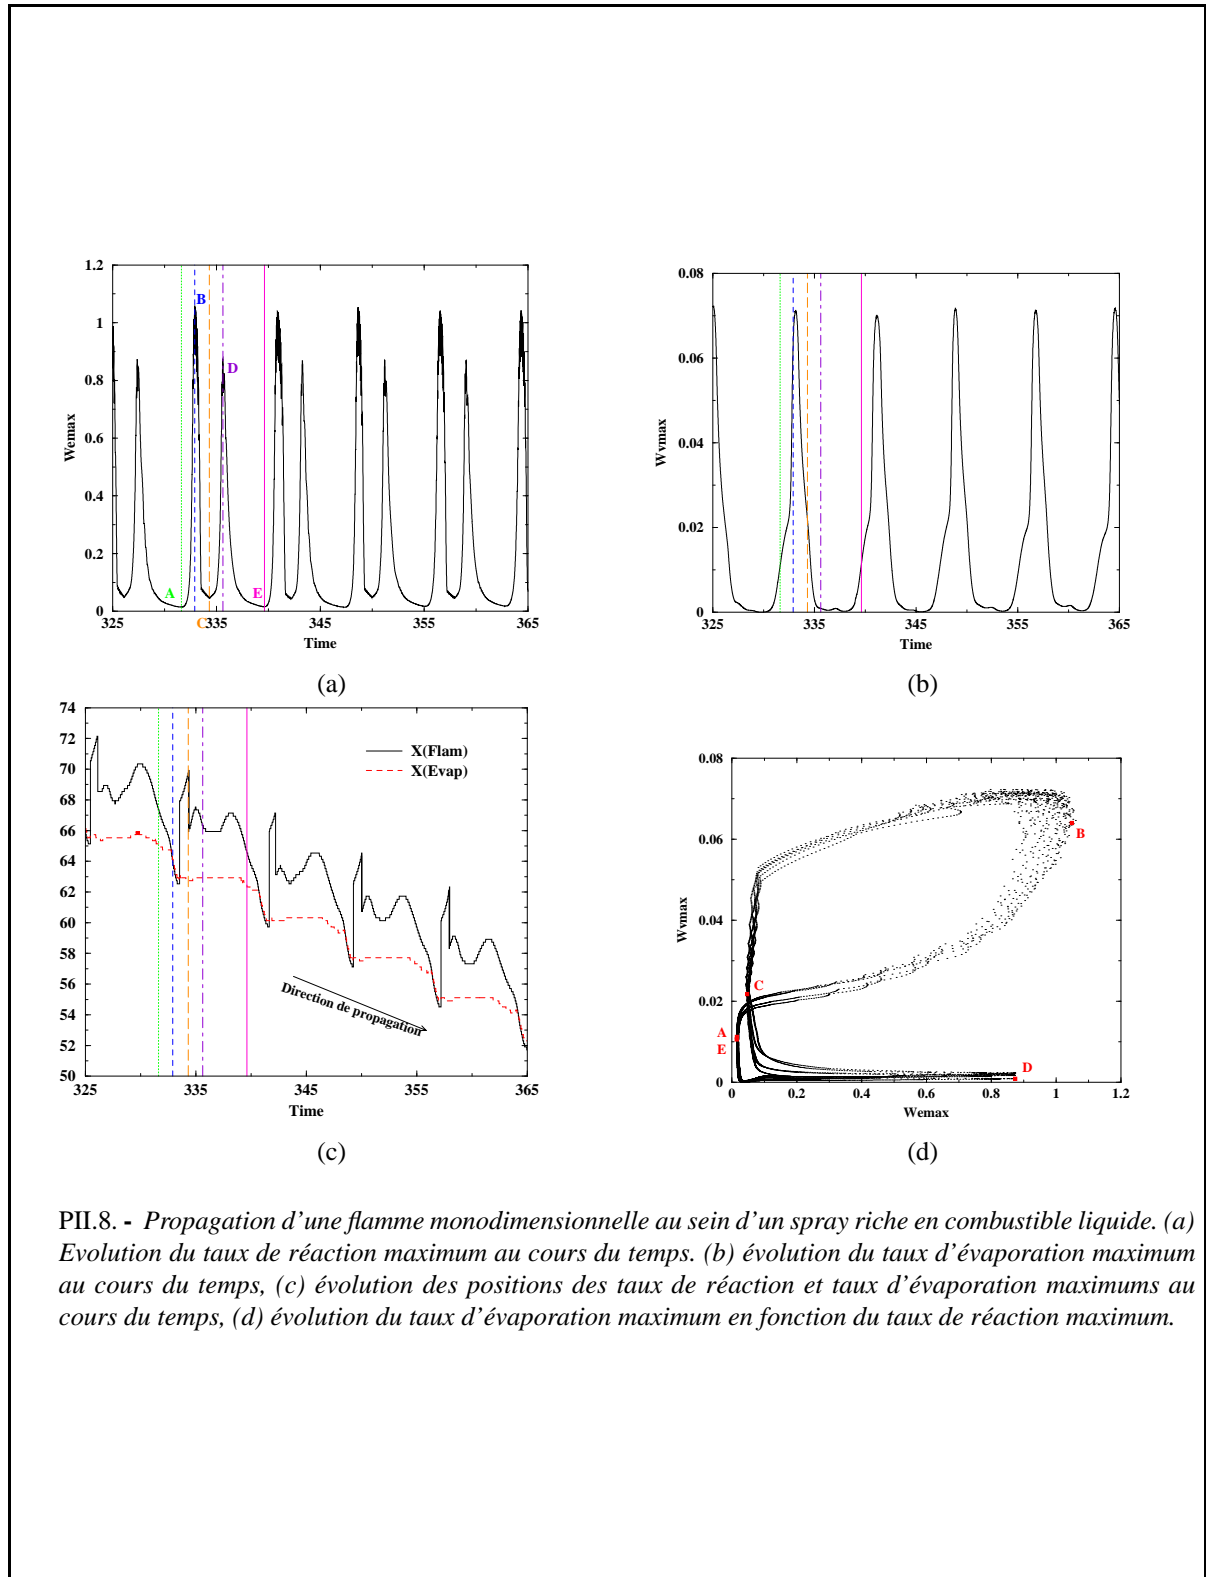 1.2
1
0.8
0.6
0.4
0.2
0
Wemax
A
B
C
D
E
325
335
345
355
365
Time
(a)
0.08
0.06
0.04
0.02
0
Wvmax
325
335
345
355
365
Time
(b)
74
72
70
68
66
64
62
60
58
56
54
52
50
X(Flam)
X(Evap)
Direction de propagation
325
335
345
355
365
Time
(c)
0.08
0.06
0.04
0.02
0
Wvmax
B
C
A
E
D
0
0.2
0.4
0.6
0.8
1
1.2
Wemax
(d)
PII.8. - Propagation d'une flamme monodimensionnelle au sein d'un spray riche en combustible liquide. (a)
Evolution du taux de réaction maximum au cours du temps. (b) évolution du taux d'évaporation maximum
au cours du temps, (c) évolution des positions des taux de réaction et taux d'évaporation maximums au
cours du temps, (d) évolution du taux d'évaporation maximum en fonction du taux de réaction maximum.